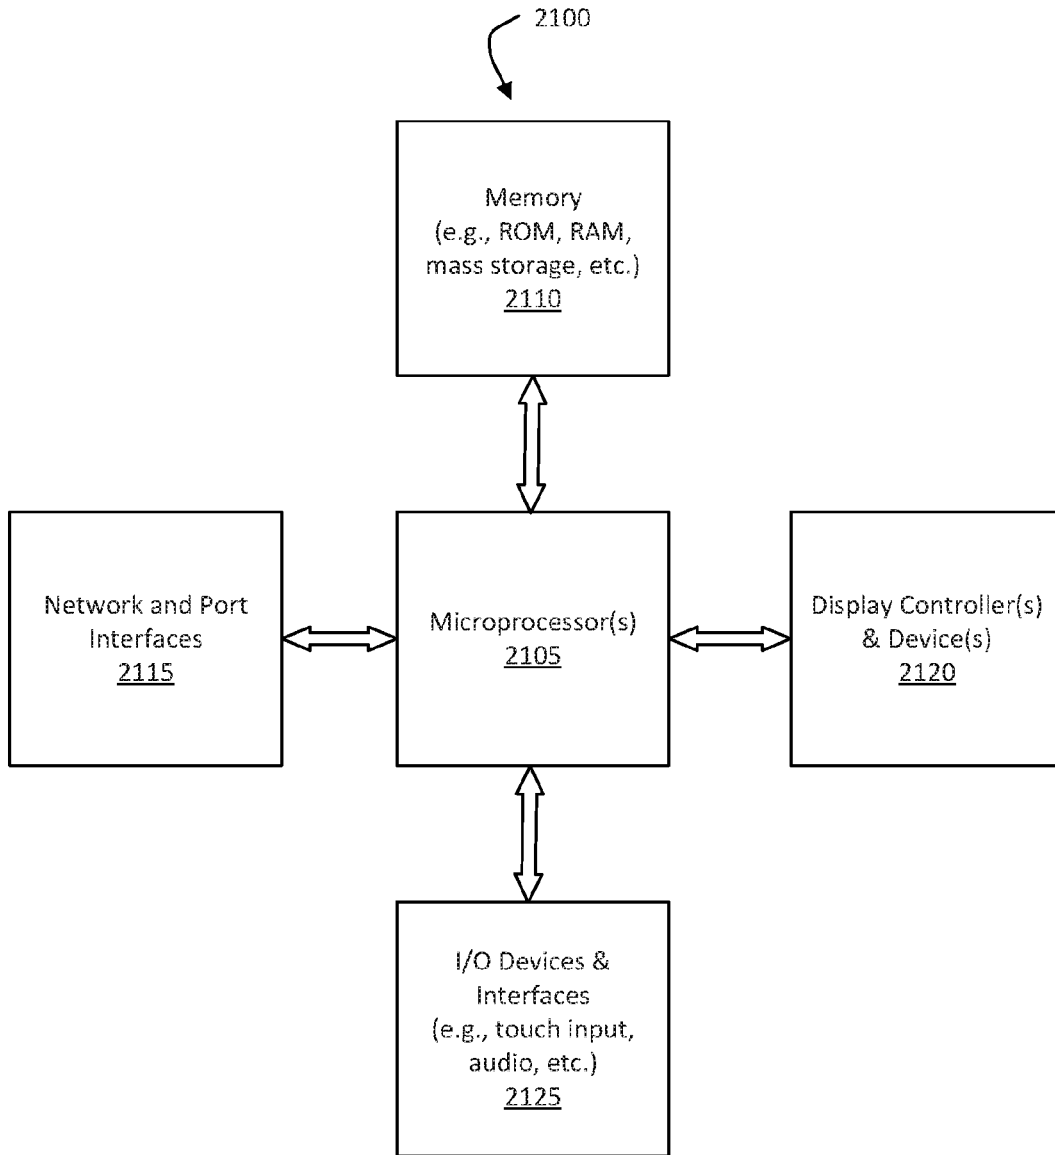 2100
Memory
(e.g., ROM, RAM,
mass storage, etc.)
2110
Network and Port
Interfaces
2115
Microprocessor(s)
2105
Display Controller(s)
& Device(s)
2120
I/O Devices &
Interfaces
(e.g., touch input,
audio, etc.)
2125